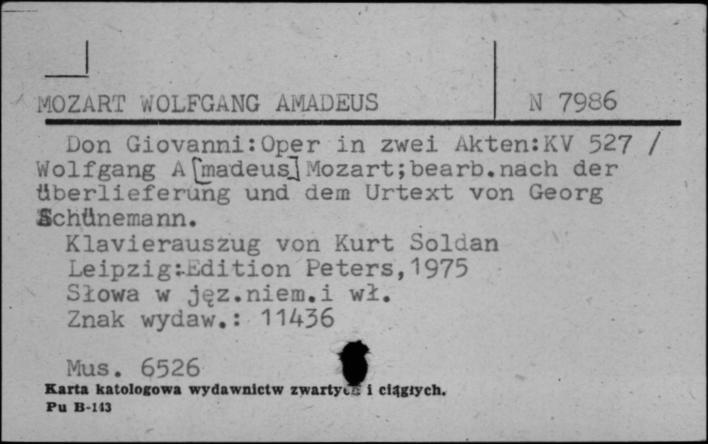 MOZART WOLFGANG AMADEUS N 7986
Don Giovanni:Oper in zwei Akten:KV 527 /
Wolfgang A[madeus] Mozart;bearb.nach der
Überlieferung und dem Urtext von Georg
Schünemann.
Klavierauszug von Kurt Soldan
Leipzig:Edition Peters,1975
Słowa w jęz.niem.i wł.
Znak wydaw.: 11436
Mus. 6526
Karta katologowa wydawnictw zwartych i ciągłych.
Pu B-143